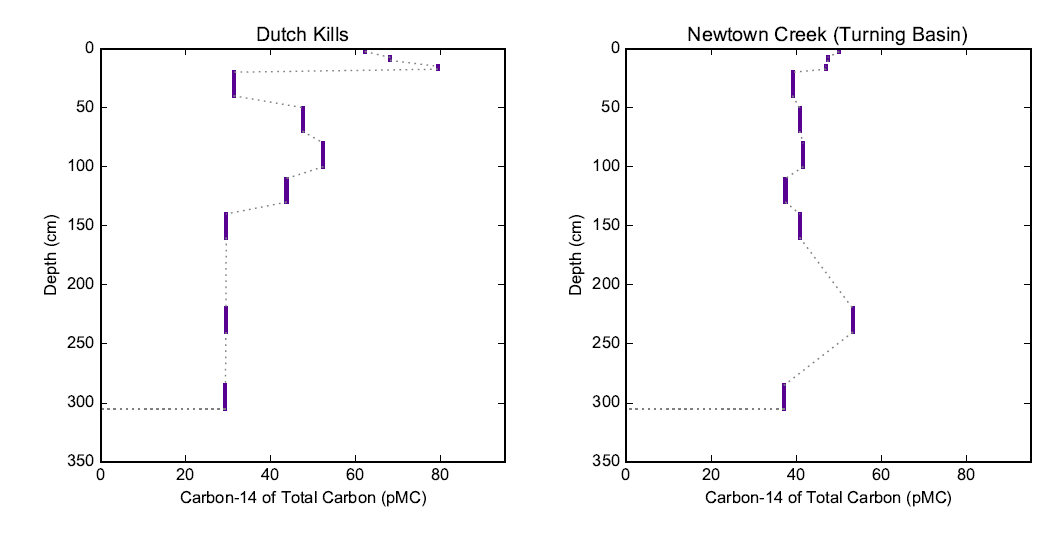 Dutch Kills
0
50
100
150
200
250
300
350
Depth (cm)
0 20 40 60 80
Carbon-14 of Total Carbon (pMC)
Newtown Creek (Turning Basin)
0
50
100
150
200
250
300
350
Depth (cm)
0 20 40 60 80
Carbon-14 of Total Carbon (pMC)